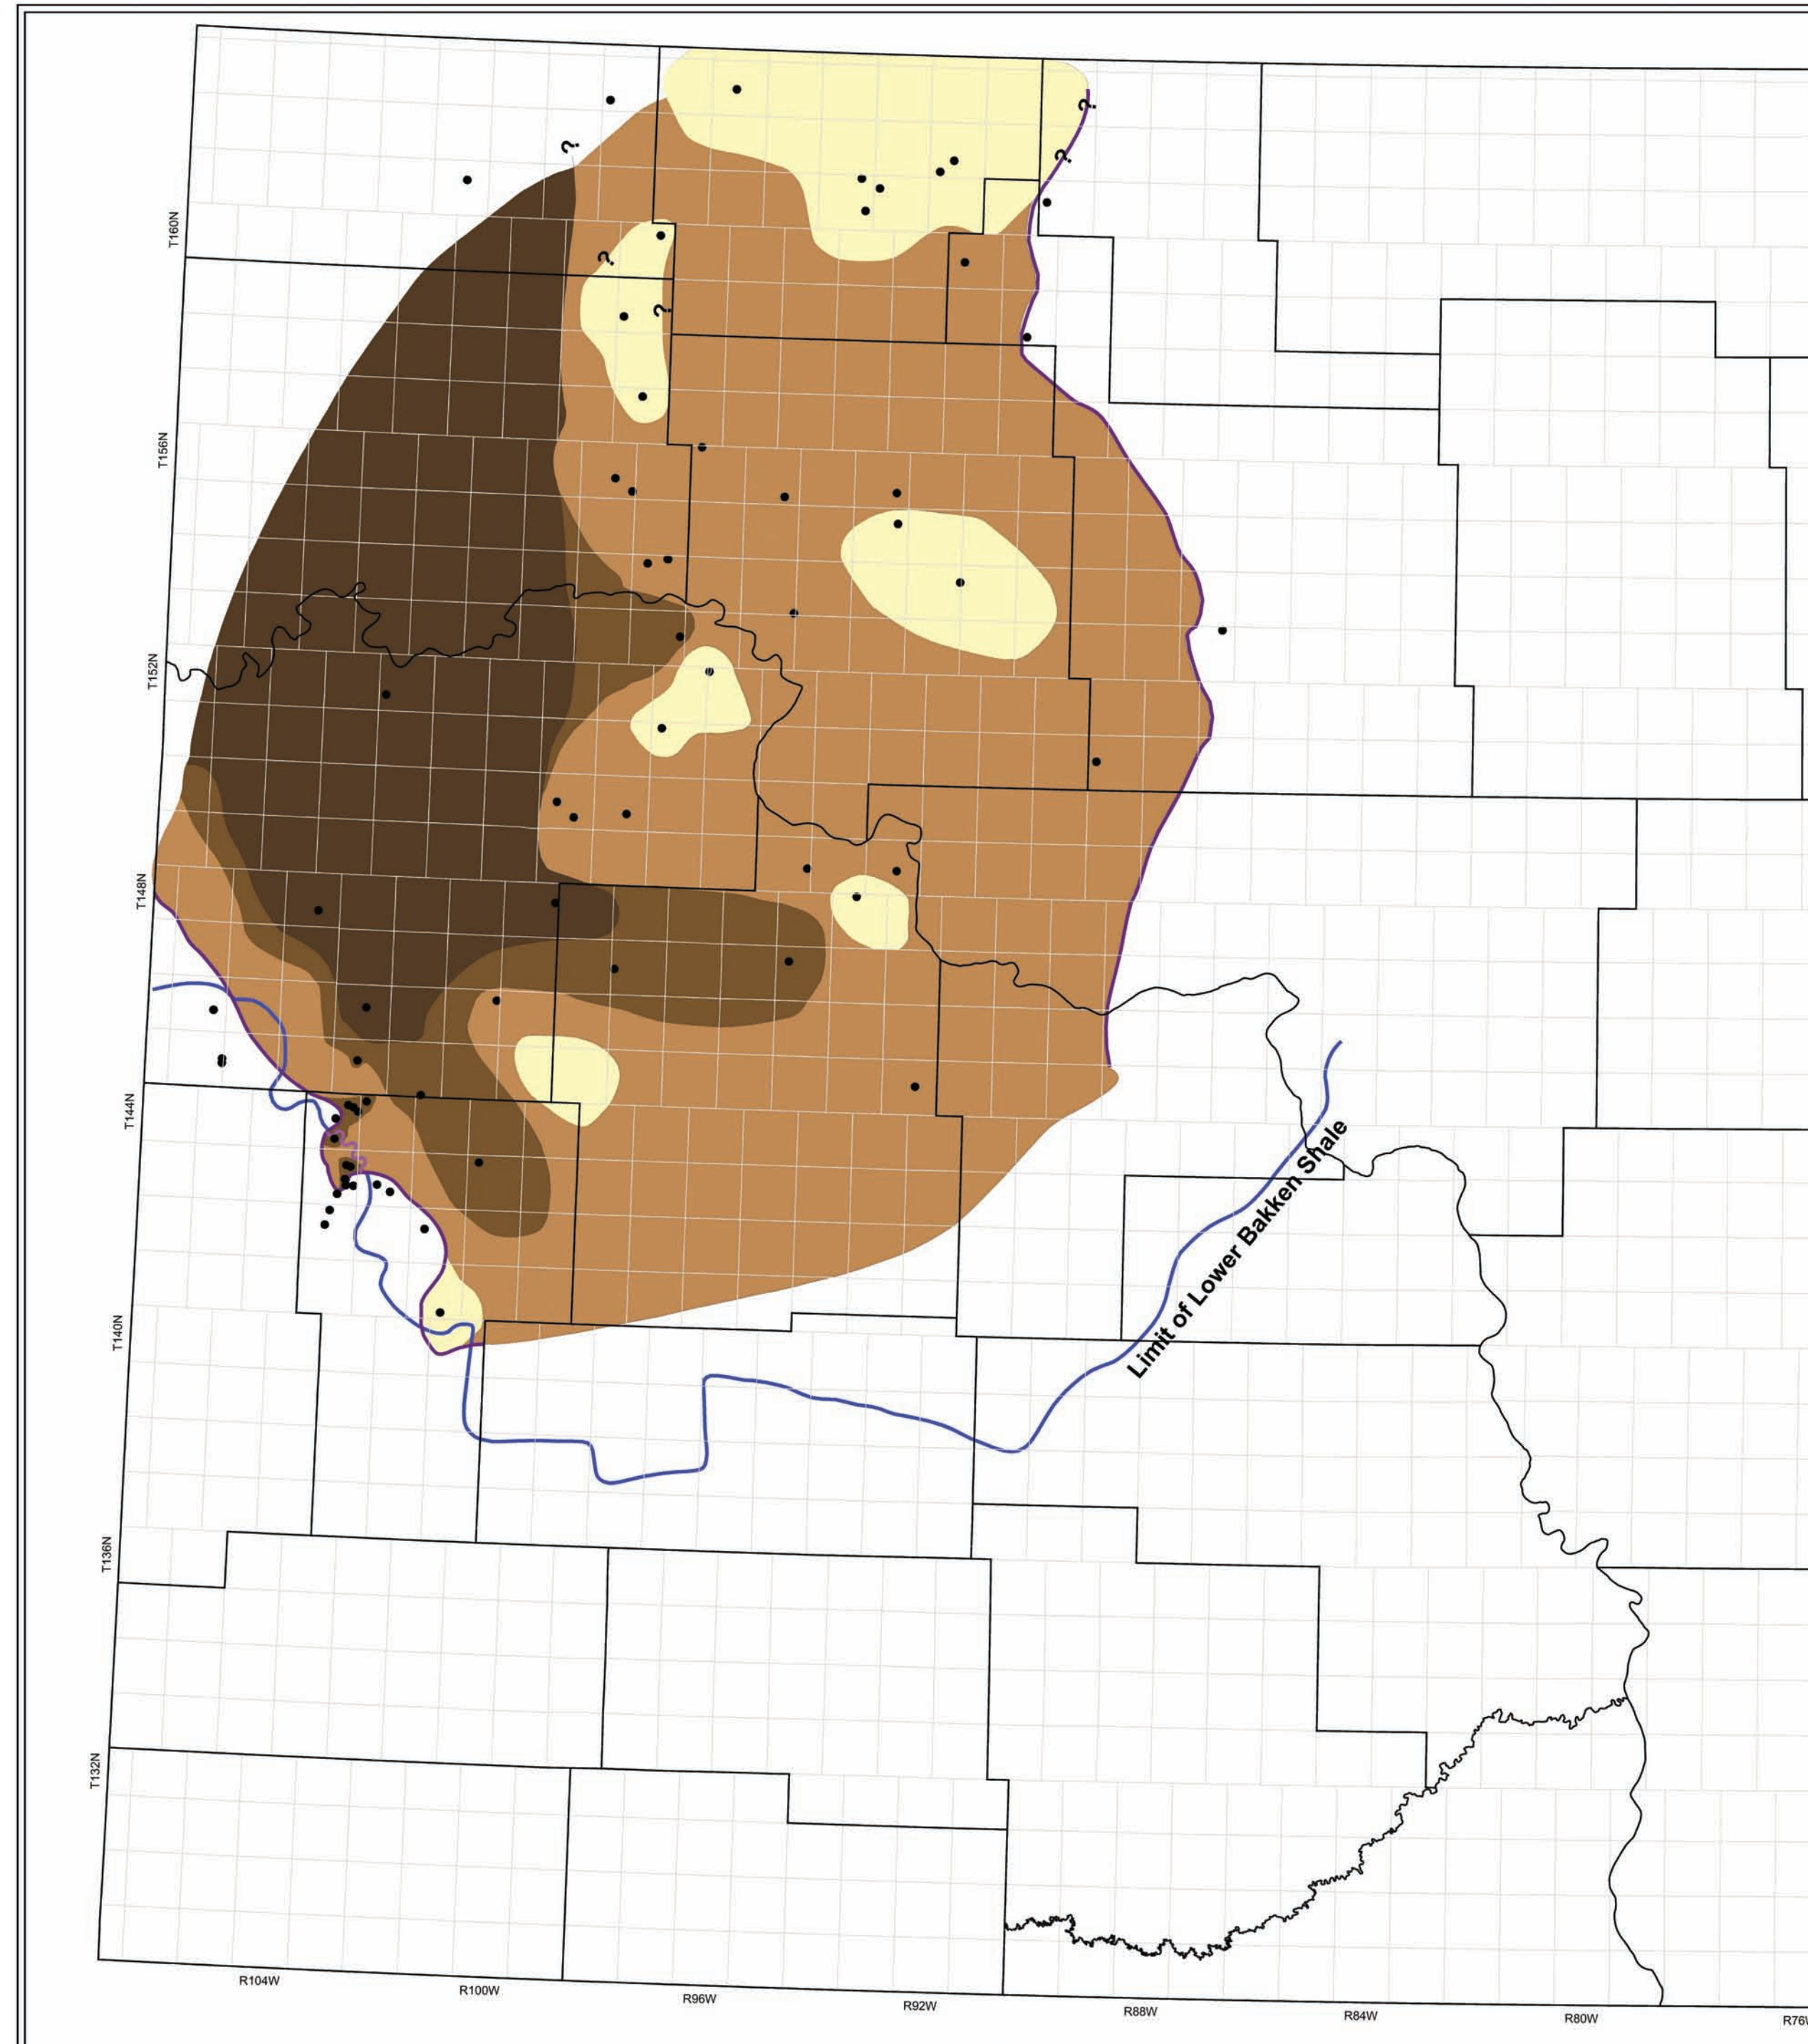 ?
?
?
T160N
?
?
T156N
T152N
T148N
T144N
Limit of Lower Bakken Shale
T140N
T136N
T132N
R104W
R100W
R96W
R92W
R88W
R84W
R80W